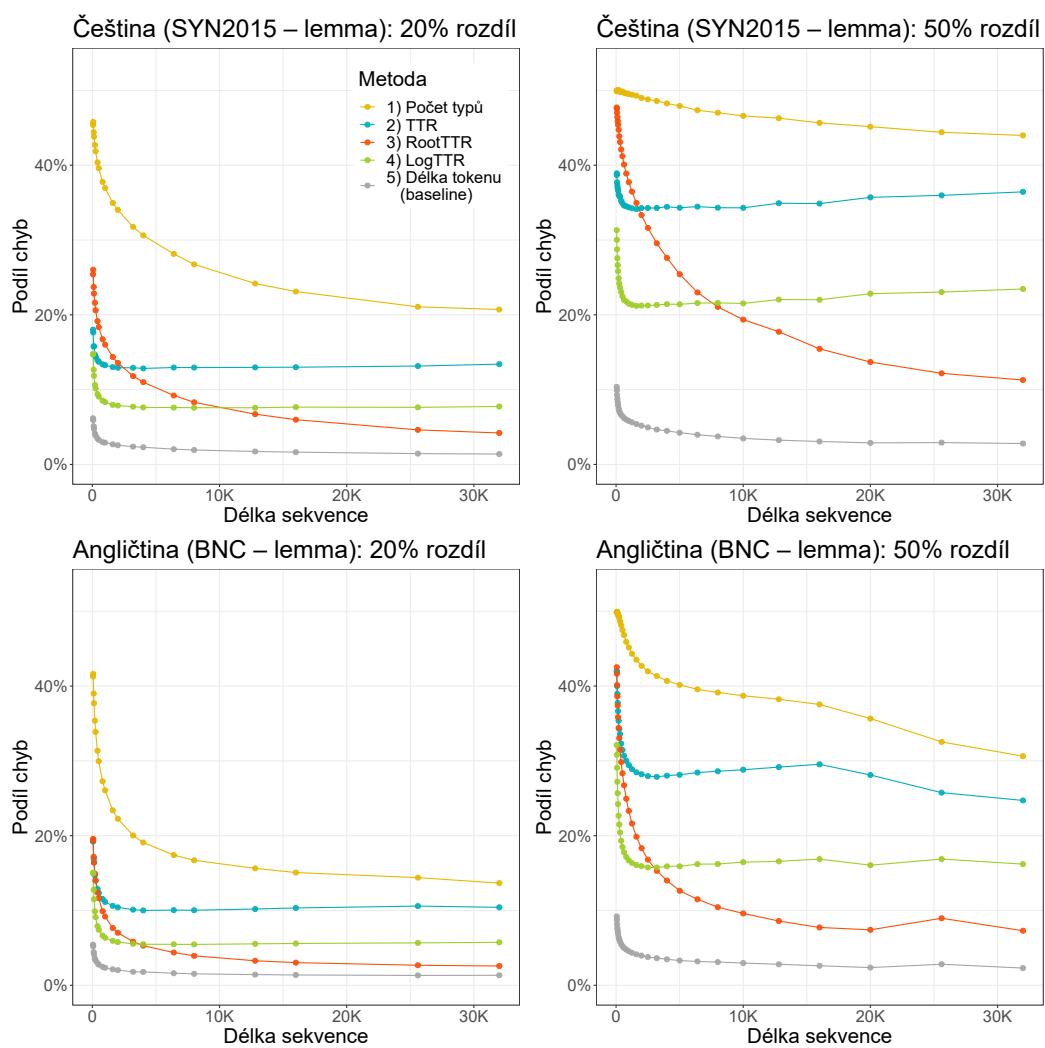 Čeština (SYN2015 – lemma): 20% rozdíl
Metoda
1) Počet typů
2) TTR
3) RootTTR
4) LogTTR
5) Délka tokenu
(baseline)
Podíl chyb
40%
20%
0%
0
10K
20K
30K
Délka sekvence
Čeština (SYN2015 – lemma): 50% rozdíl
Podíl chyb
40%
20%
0%
0
10K
20K
30K
Délka sekvence
Angličtina (BNC – lemma): 20% rozdíl
Podíl chyb
40%
20%
0%
0
10K
20K
30K
Délka sekvence
Angličtina (BNC – lemma): 50% rozdíl
Podíl chyb
40%
20%
0%
0
10K
20K
30K
Délka sekvence